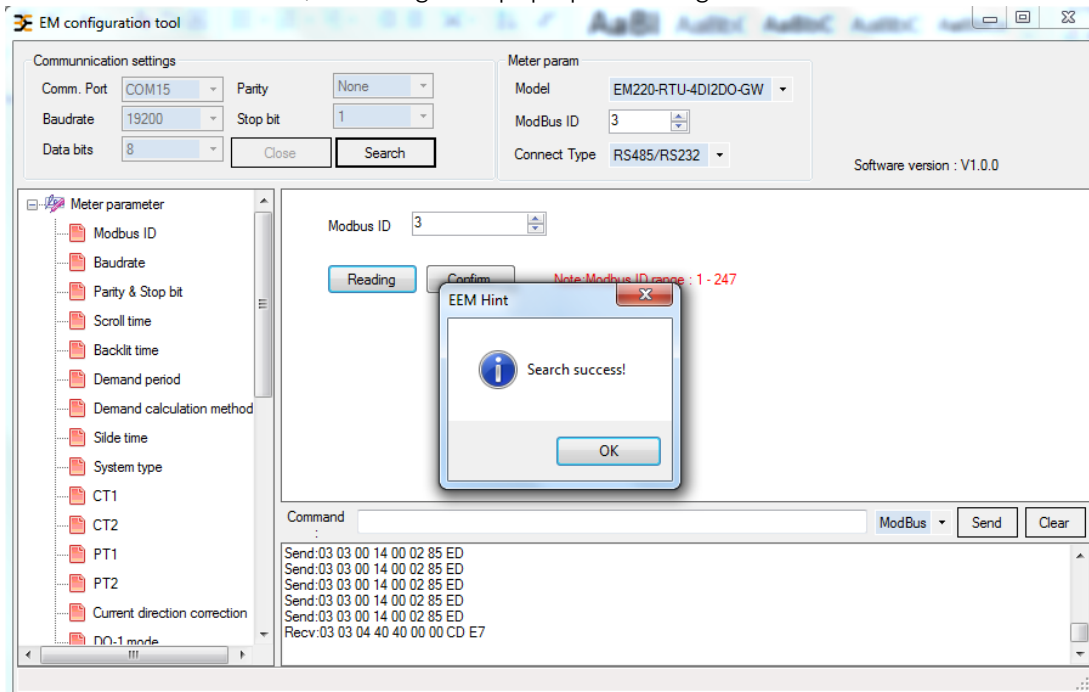 EM configuration tool
Communnication settings
Comm. Port COM15 Parity None
Baudrate 19200 Stop bit 1
Data bits 8 Close Search
Meter param
Model EM220-RTU-4DI2DO-GW
ModBus ID 3
Connect Type RS485/RS232
Software version : V1.0.0
Meter parameter
Modbus ID
Baudrate
Parity & Stop bit
Scroll time
Backlit time
Demand period
Demand calculation method
Silde time
System type
CT1
CT2
PT1
PT2
Current direction correction
DO-1 mode
Modbus ID 3
Reading Confirm Note:Modbus ID range : 1 - 247
EEM Hint
Search success!
OK
Command : ModBus Send Clear
Send:03 03 00 14 00 02 85 ED
Send:03 03 00 14 00 02 85 ED
Send:03 03 00 14 00 02 85 ED
Send:03 03 00 14 00 02 85 ED
Send:03 03 00 14 00 02 85 ED
Recv:03 03 04 40 40 00 00 CD E7